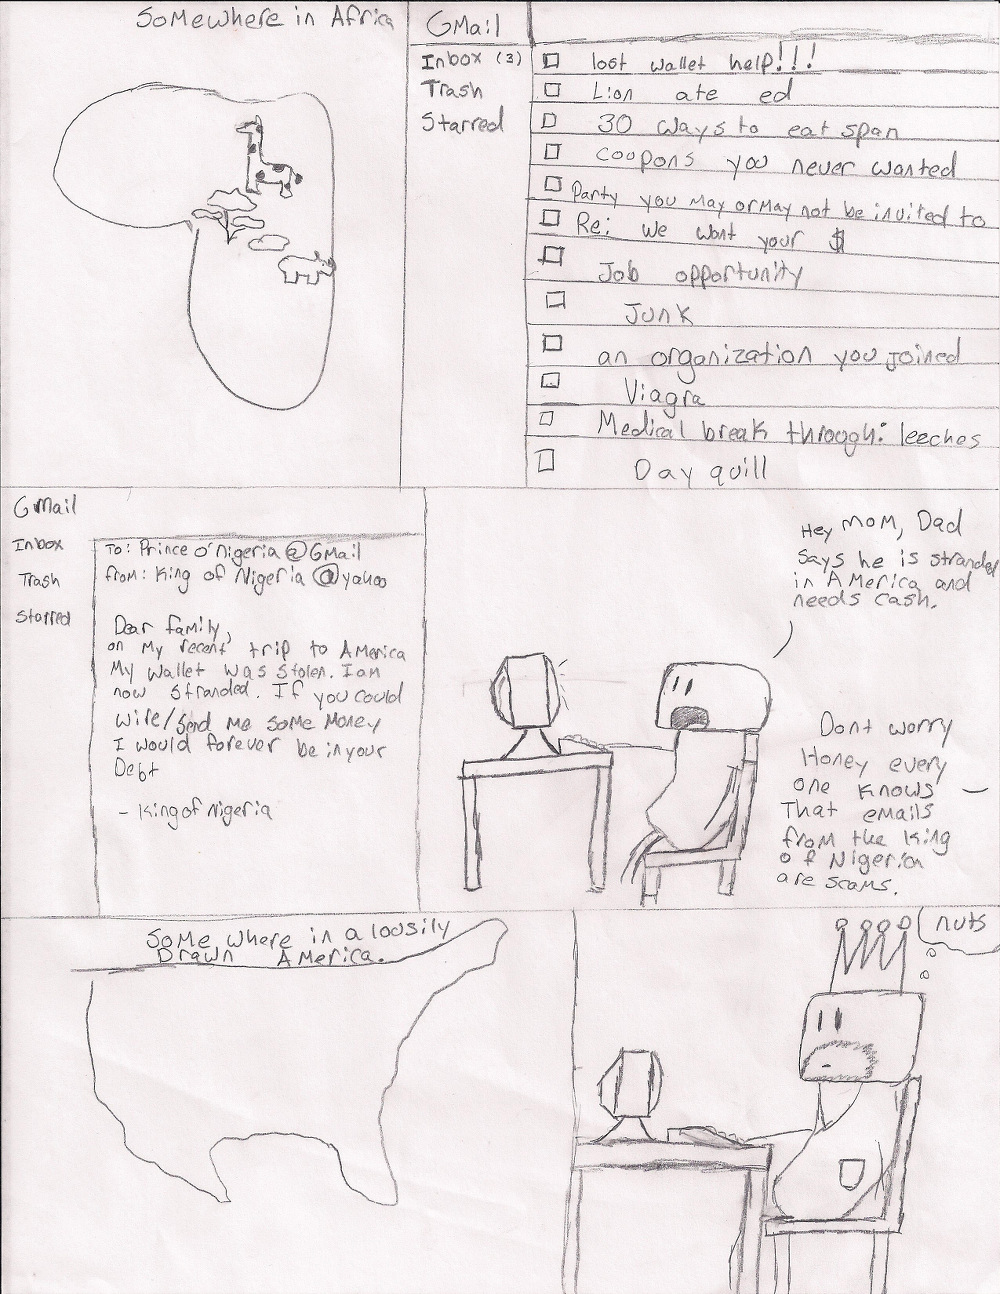 Somewhere in Africa
GMail
Inbox (3)
Trash
Starred
lost wallet help!!!
Lion ate ed
30 ways to eat span
coupons you never wanted
Party you may or may not be invited to
Re: we want your $
Job opportunity
Junk
an organization you joined
Viagra
Medical break through: leeches
Day quill
GMail
Inbox
Trash
Starred
To: Prince o' Nigeria @GMail
from: King of Nigeria @yahoo
Dear family,
on My recent trip to America
My wallet was stolen. I am
now stranded. If you could
wire/send me some Money
I would forever be in your
Debt
- King of Nigeria
Hey MOM, Dad
says he is stranded
in AMerica and
needs cash.
Dont worry
Honey every
one knows
That emails
from the King
of Nigeria
are scams.
Some where in a lousily
Drawn America.
nuts